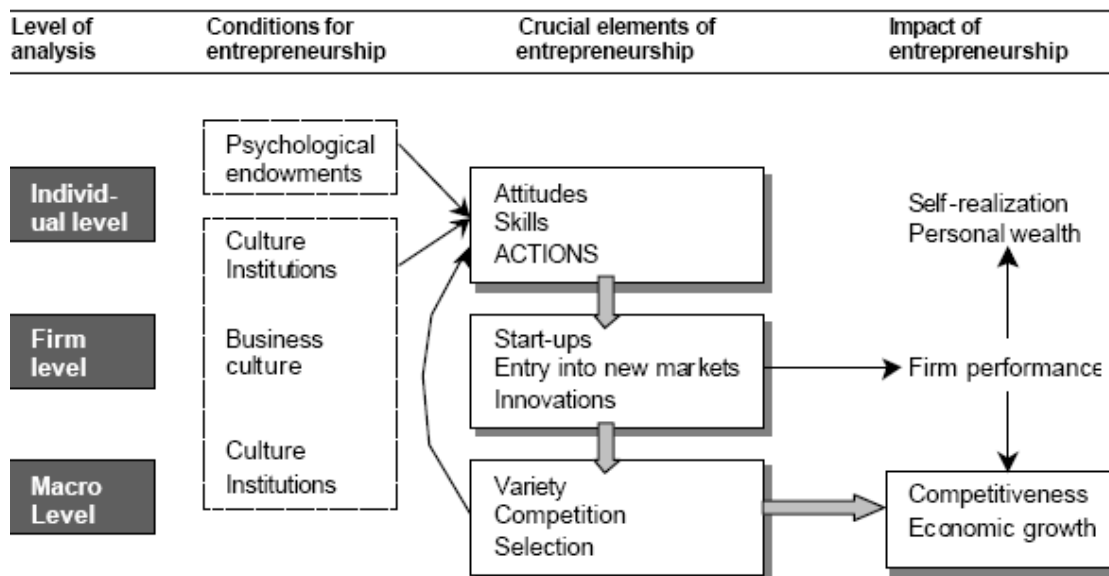 Level of
analysis
Conditions for
entrepreneurship
Crucial elements of
entrepreneurship
Impact of
entrepreneurship
Individ-
ual level
Psychological
endowments
Culture
Institutions
Attitudes
Skills
ACTIONS
Self-realization
Personal wealth
Firm
level
Business
culture
Start-ups
Entry into new markets
Innovations
Firm performance
Macro
Level
Culture
Institutions
Variety
Competition
Selection
Competitiveness
Economic growth